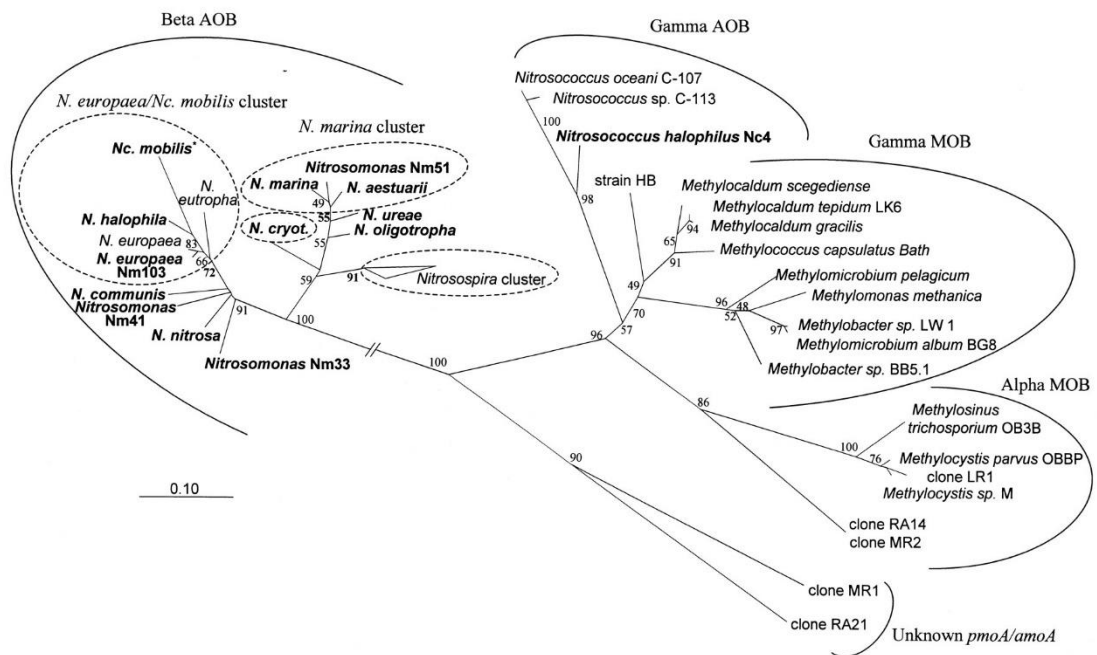 Beta AOB
N. europaea/Nc. mobilis cluster
Nc. mobilis*
N.
eutropha
N. halophila
83
N. europaea
66
N. europaea
Nm103
72
N. communis
Nitrosomonas
Nm41
91
N. nitrosa
Nitrosomonas Nm33
N. marina cluster
Nitrosomonas Nm51
N. marina
N. aestuarii
49
55
N. ureae
N. cryot.
N. oligotropha
55
91
Nitrosospira cluster
59
100
100
0.10
Gamma AOB
Nitrosococcus oceani C-107
Nitrosococcus sp. C-113
100
Nitrosococcus halophilus Nc4
98
Gamma MOB
strain HB
Methylocaldum scegediense
Methylocaldum tepidum LK6
94
Methylocaldum gracilis
65
Methylococcus capsulatus Bath
91
49
Methylomicrobium pelagicum
96
48
Methylomonas methanica
70
52
97
Methylobacter sp. LW 1
Methylomicrobium album BG8
57
96
Methylobacter sp. BB5.1
Alpha MOB
86
Methylosinus
trichosporium OB3B
100
76
Methylocystis parvus OBBP
clone LR1
Methylocystis sp. M
clone RA14
clone MR2
90
clone MR1
clone RA21
Unknown pmoA/amoA